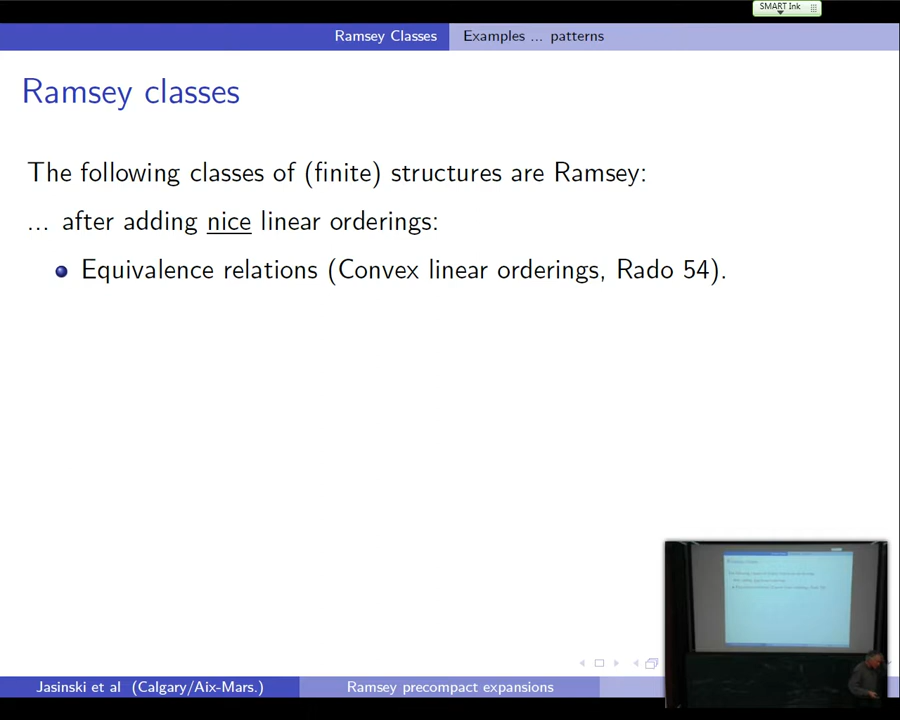 SMART Ink
Ramsey Classes
Examples ... patterns
Ramsey classes
The following classes of (finite) structures are Ramsey:
... after adding nice linear orderings:
Equivalence relations (Convex linear orderings, Rado 54).
Jasinski et al (Calgary/Aix-Mars.)
Ramsey precompact expansions